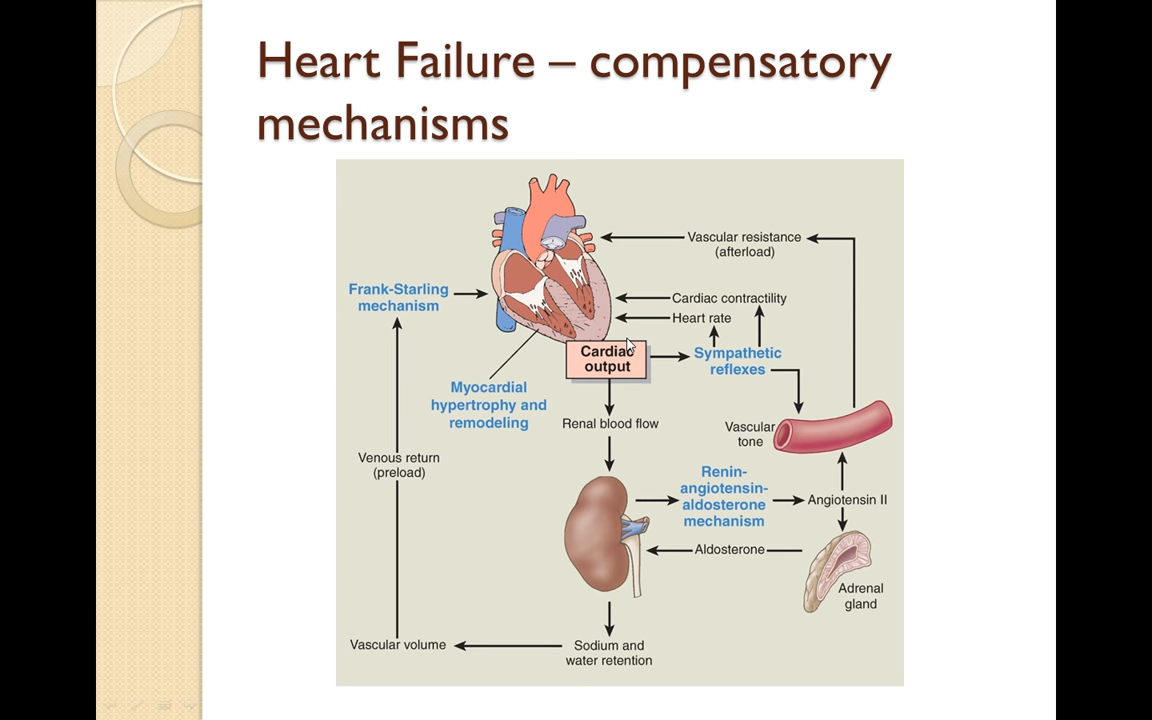 Heart Failure – compensatory
mechanisms
Vascular resistance
(afterload)
Frank-Starling
mechanism
Cardiac contractility
Heart rate
Cardiac
output
Sympathetic
reflexes
Myocardial
hypertrophy and
remodeling
Renal blood flow
Vascular
tone
Venous return
(preload)
Renin-
angiotensin-
aldosterone
mechanism
Angiotensin II
Aldosterone
Adrenal
gland
Vascular volume
Sodium and
water retention